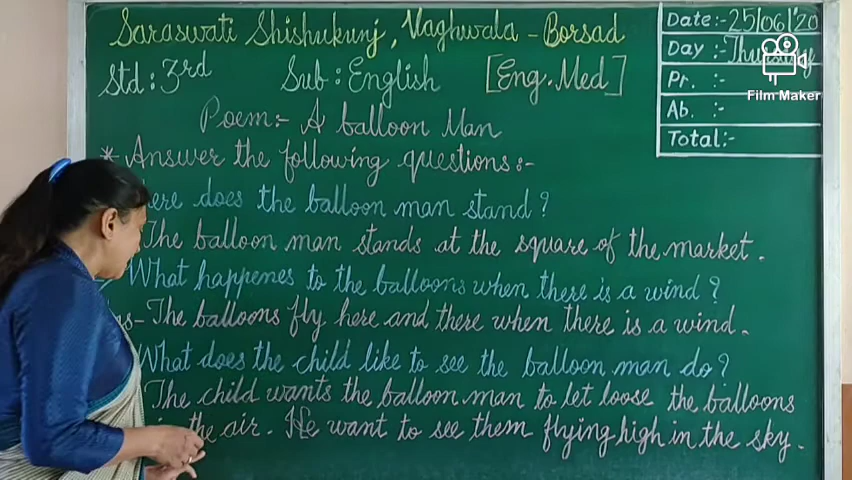 Saraswati Shishukunj, Vaghwala - Borsad
Std : 3rd Sub : English [Eng. Med]
Poem :- A balloon Man
* Answer the following questions :-
here does the balloon man stand ?
The balloon man stands at the square of the market .
What happenes to the balloons when there is a wind ?
s- The balloons fly here and there when there is a wind .
What does the child like to see the balloon man do ?
The child wants the balloon man to let loose the balloons
the air. He want to see them flying high in the sky .
Date :- 25/06/'20
Day :- Thursday
Pr. :-
Ab. :-
Total :-
Film Maker